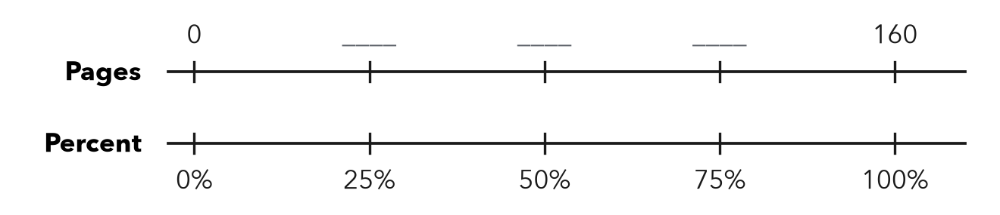 0 ____ ____ ____ 160
Pages
Percent
0% 25% 50% 75% 100%